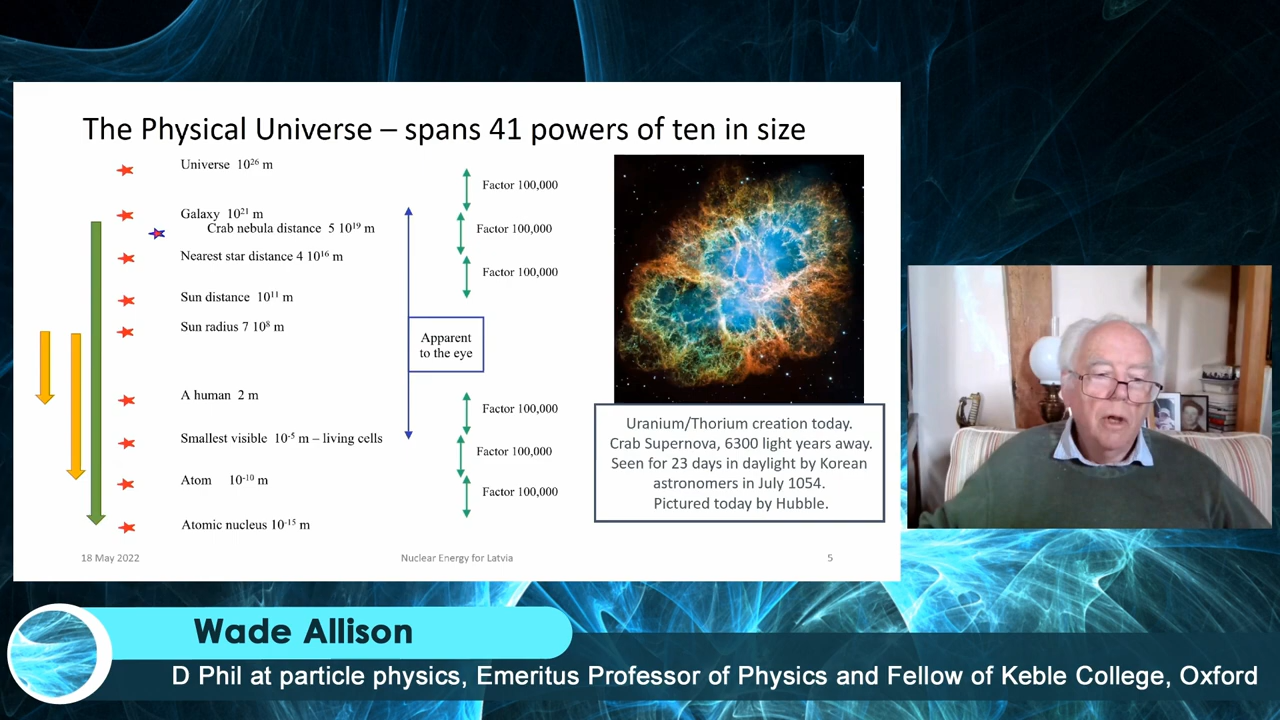 The Physical Universe – spans 41 powers of ten in size
Universe 10²⁶ m
Galaxy 10²¹ m
Crab nebula distance 5 10¹⁹ m
Nearest star distance 4 10¹⁶ m
Sun distance 10¹¹ m
Sun radius 7 10⁸ m
A human 2 m
Smallest visible 10⁻⁵ m – living cells
Atom 10⁻¹⁰ m
Atomic nucleus 10⁻¹⁵ m
Apparent
to the eye
Factor 100,000
Factor 100,000
Factor 100,000
Factor 100,000
Factor 100,000
Factor 100,000
Uranium/Thorium creation today.
Crab Supernova, 6300 light years away.
Seen for 23 days in daylight by Korean
astronomers in July 1054.
Pictured today by Hubble.
18 May 2022
Nuclear Energy for Latvia
5
Wade Allison
D Phil at particle physics, Emeritus Professor of Physics and Fellow of Keble College, Oxford